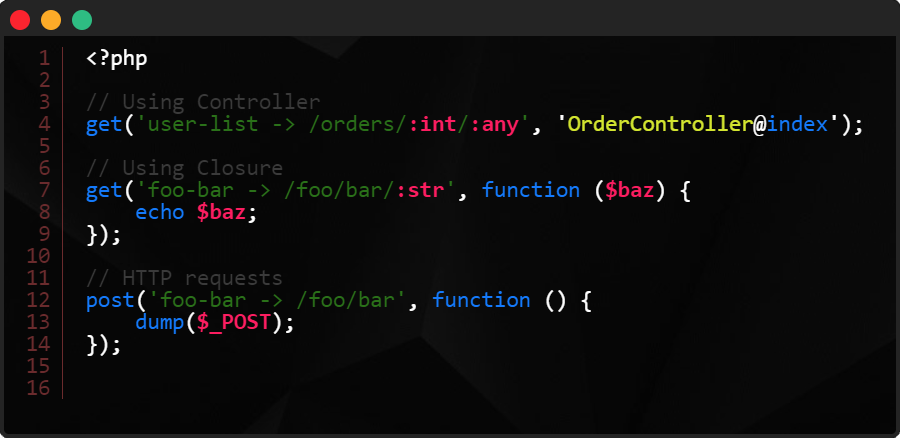 1 <?php
2
3 // Using Controller
4 get('user-list -> /orders/:int/:any', 'OrderController@index');
5
6 // Using Closure
7 get('foo-bar -> /foo/bar/:str', function ($baz) {
8     echo $baz;
9 });
10
11 // HTTP requests
12 post('foo-bar -> /foo/bar', function () {
13     dump($_POST);
14 });
15
16